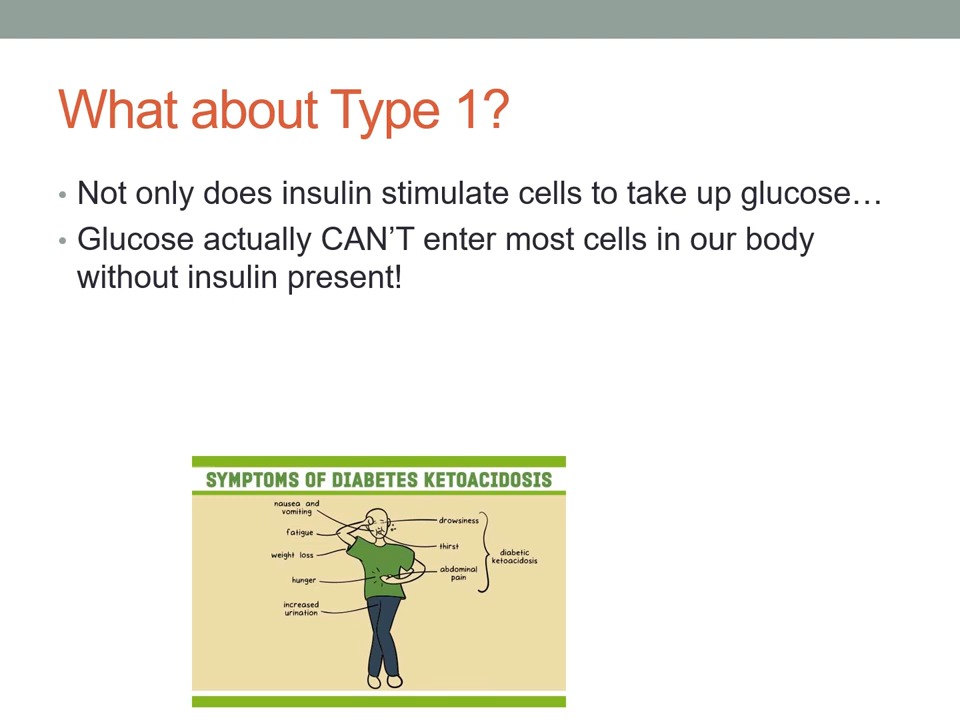 What about Type 1?
• Not only does insulin stimulate cells to take up glucose…
• Glucose actually CAN'T enter most cells in our body
without insulin present!
SYMPTOMS OF DIABETES KETOACIDOSIS
nausea and
vomiting
fatigue
weight loss
hunger
increased
urination
drowsiness
thirst
abdominal
pain
diabetic
ketoacidosis